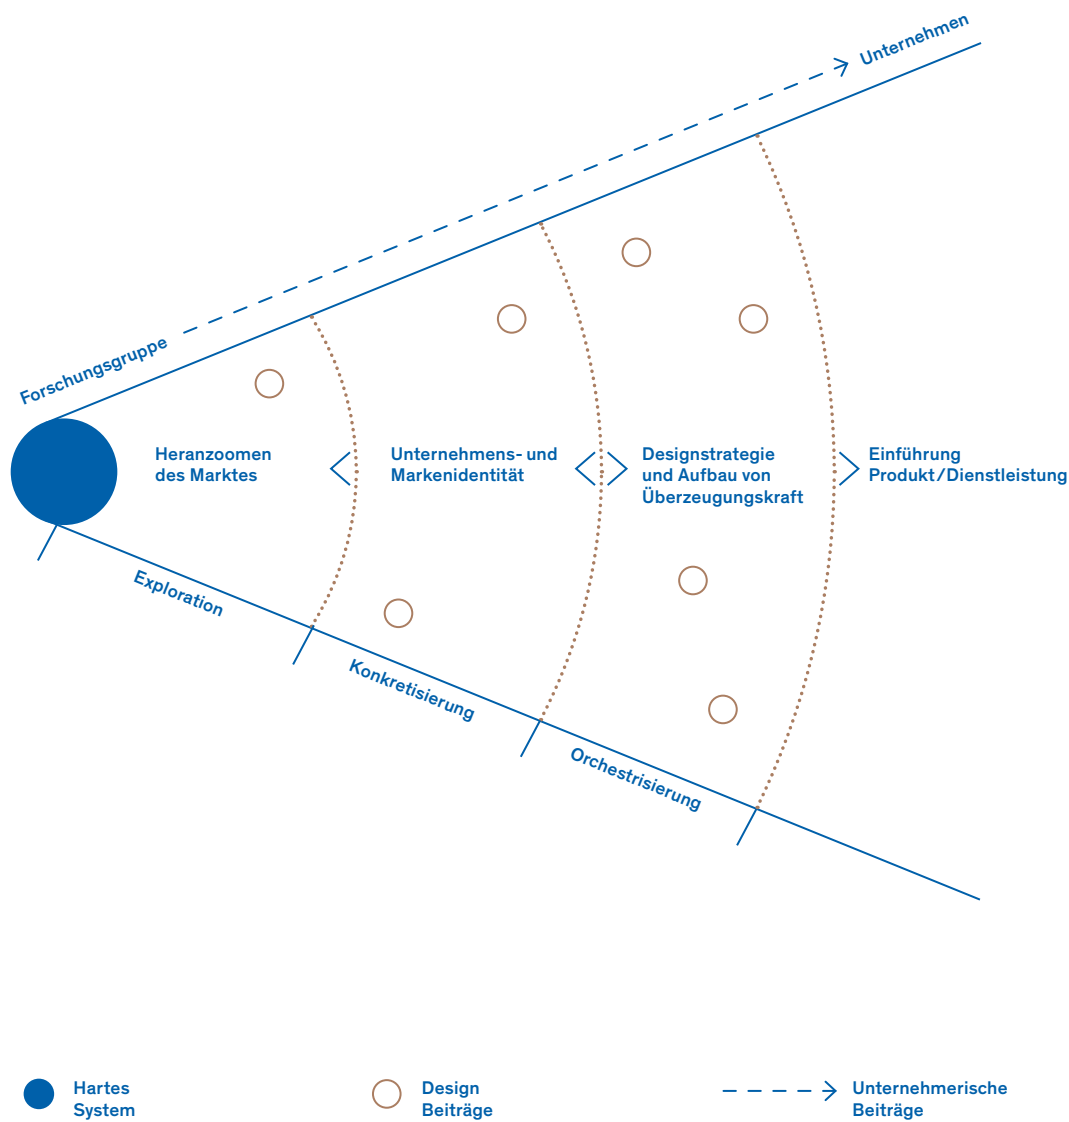 Unternehmen
Forschungsgruppe
Heranzoomen
des Marktes
Unternehmens- und
Markenidentität
Designstrategie
und Aufbau von
Überzeugungskraft
Einführung
Produkt/Dienstleistung
Exploration
Konkretisierung
Orchestrisierung
Hartes
System
Design
Beiträge
Unternehmerische
Beiträge